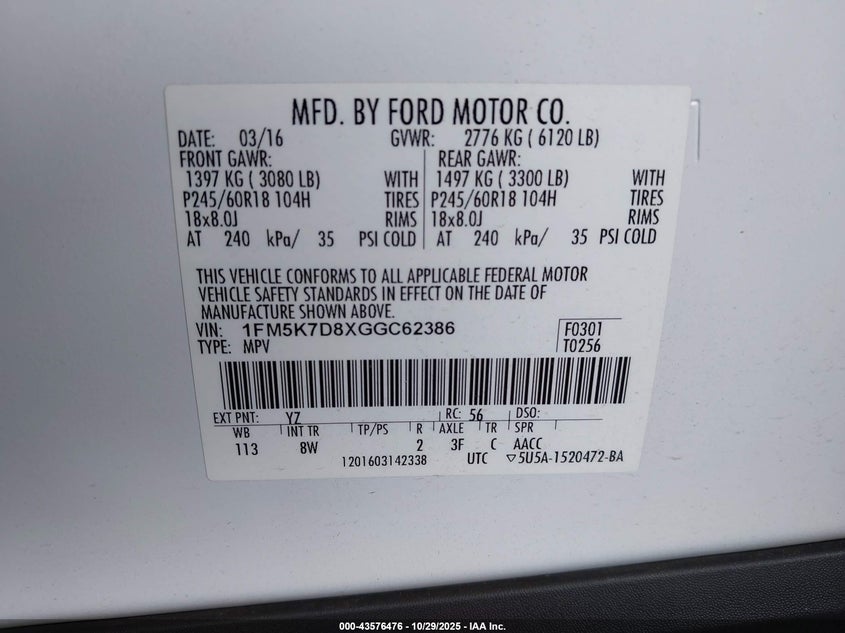 MFD. BY FORD MOTOR CO.
DATE: 03/16 GVWR: 2776 KG ( 6120 LB)
FRONT GAWR: REAR GAWR:
1397 KG ( 3080 LB) WITH 1497 KG ( 3300 LB) WITH
P245/60R18 104H TIRES P245/60R18 104H TIRES
18x8.0J RIMS 18x8.0J RIMS
AT 240 kPa/ 35 PSI COLD AT 240 kPa/ 35 PSI COLD
THIS VEHICLE CONFORMS TO ALL APPLICABLE FEDERAL MOTOR
VEHICLE SAFETY STANDARDS IN EFFECT ON THE DATE OF
MANUFACTURE SHOWN ABOVE.
VIN: 1FM5K7D8XGGC62386 F0301
TYPE: MPV T0256
EXT PNT: YZ RC: 56 DSO:
WB INT TR TP/PS R AXLE TR SPR
113 8W 2 3F C AACC
1201603142338 UTC ▽5U5A-1520472-BA
000-43576476 • 10/29/2025 • IAA Inc.